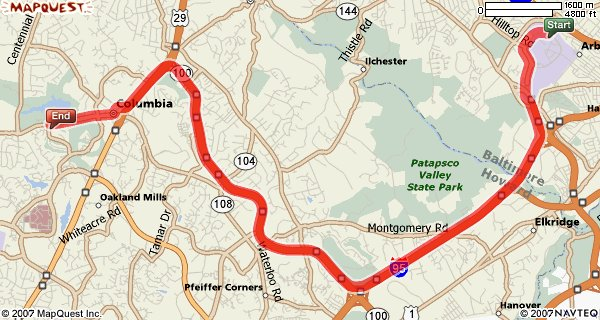 MAPQUEST
1600 m
4800 ft
Centennial
29
144
Thistle Rd
Hilltop Rd
Start
Ilchester
100
End
Columbia
104
Patapsco
Valley
State Park
Baltimore
Howard
Oakland Mills
108
Whiteacre Rd
Tamar Dr
Montgomery Rd
Elkridge
Waterloo Rd
95
Pfeiffer Corners
100
Hanover
© 2007 MapQuest Inc.
© 2007 NAVTEQ